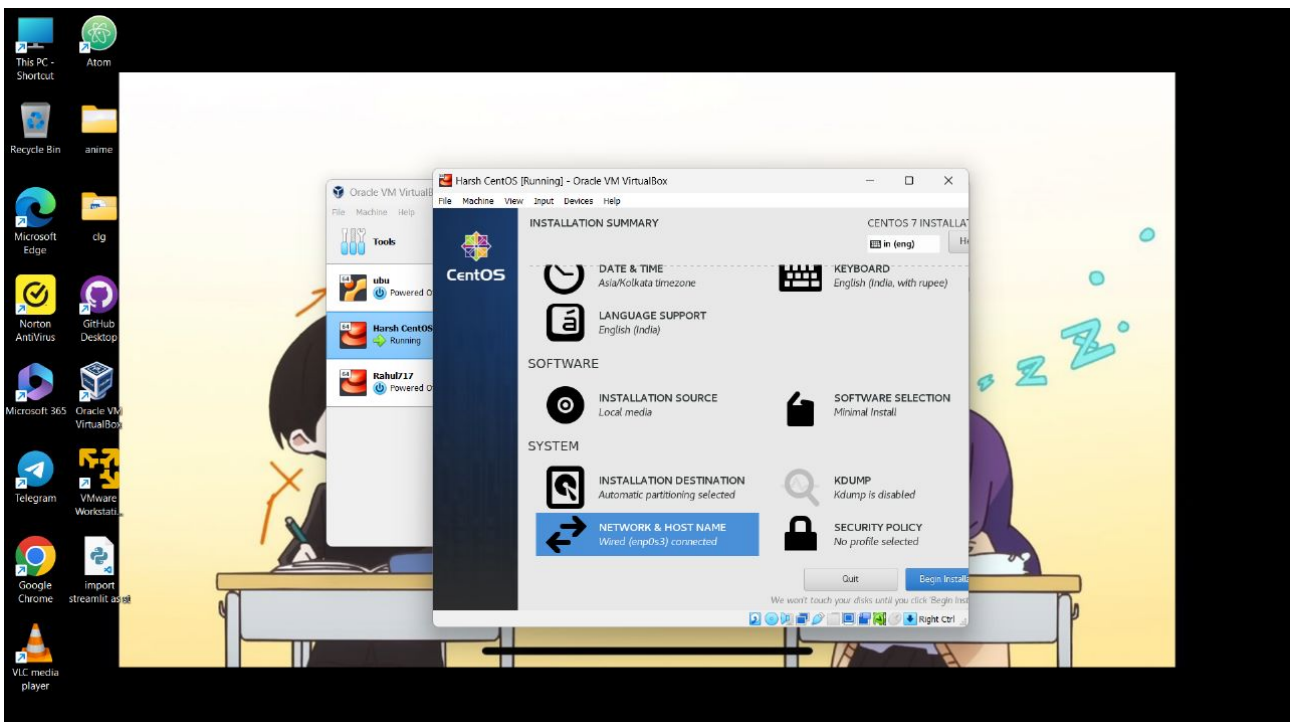 This PC -
Shortcut
Atom
Recycle Bin
anime
Microsoft
Edge
clg
Norton
AntiVirus
GitHub
Desktop
Microsoft 365
Oracle VM
VirtualBox
Telegram
VMware
Workstati...
Google
Chrome
import
streamlit as
VLC media
player
Oracle VM VirtualB
File Machine Help
Tools
64
ubu
Powered O
64
Harsh CentOS
Running
64
Rahul717
Powered O
Harsh CentOS [Running] - Oracle VM VirtualBox
File Machine View Input Devices Help
CentOS
INSTALLATION SUMMARY
CENTOS 7 INSTALLAT
in (eng)
He
DATE & TIME
Asia/Kolkata timezone
KEYBOARD
English (India, with rupee)
á
LANGUAGE SUPPORT
English (India)
SOFTWARE
INSTALLATION SOURCE
Local media
SOFTWARE SELECTION
Minimal Install
SYSTEM
INSTALLATION DESTINATION
Automatic partitioning selected
KDUMP
Kdump is disabled
NETWORK & HOST NAME
Wired (enp0s3) connected
SECURITY POLICY
No profile selected
Quit
Begin Installa
We won't touch your disks until you click 'Begin Inst
Right Ctrl
z z Z